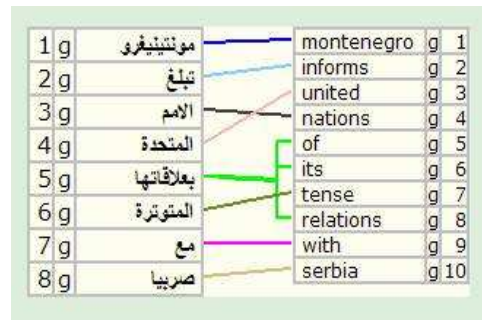 1 g مونتينيغرو
2 g تبلغ
3 g الامم
4 g المتحدة
5 g بعلاقاتها
6 g المتوترة
7 g مع
8 g صربيا
montenegro g 1
informs g 2
united g 3
nations g 4
of g 5
its g 6
tense g 7
relations g 8
with g 9
serbia g 10